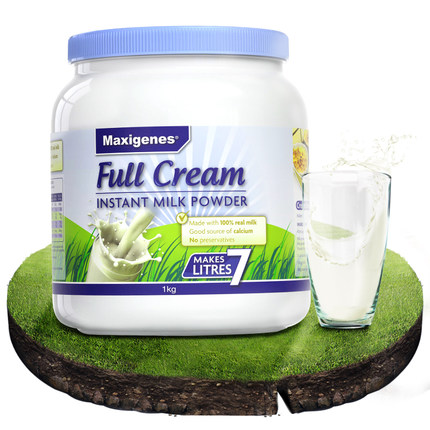 Maxigenes®
Full Cream
INSTANT MILK POWDER
Made with 100% real milk
Good source of calcium
No preservatives
MAKES
LITRES 7
1kg